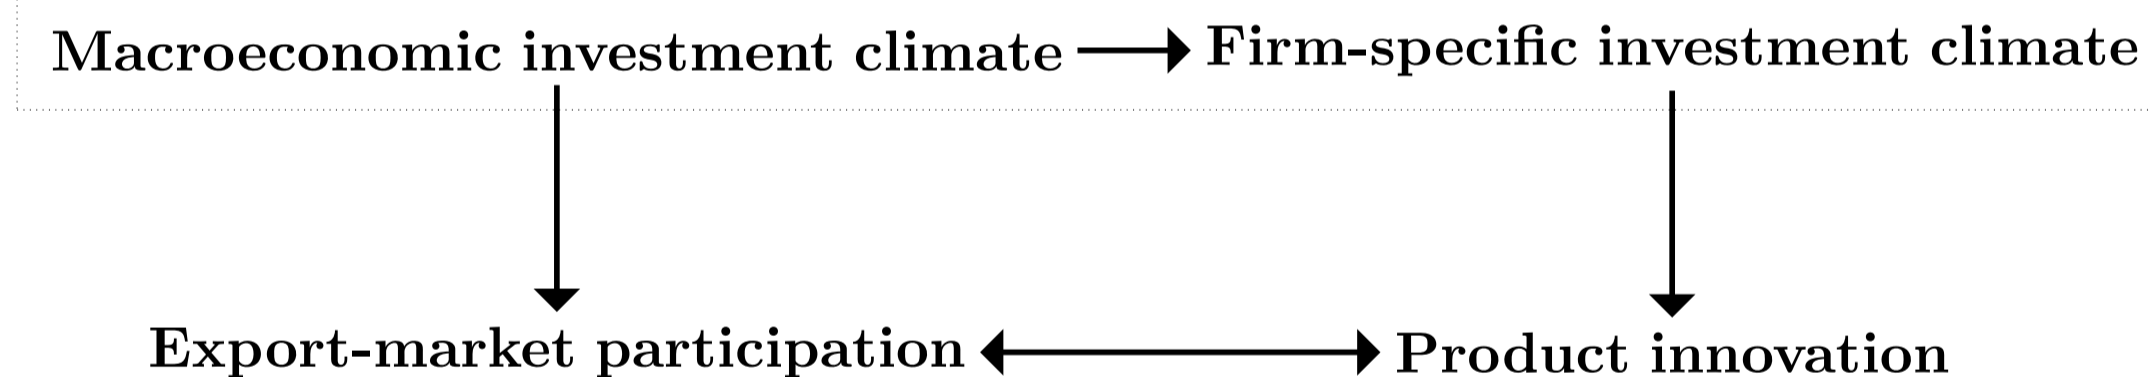 Macroeconomic investment climate
Firm-specific investment climate
Export-market participation
Product innovation